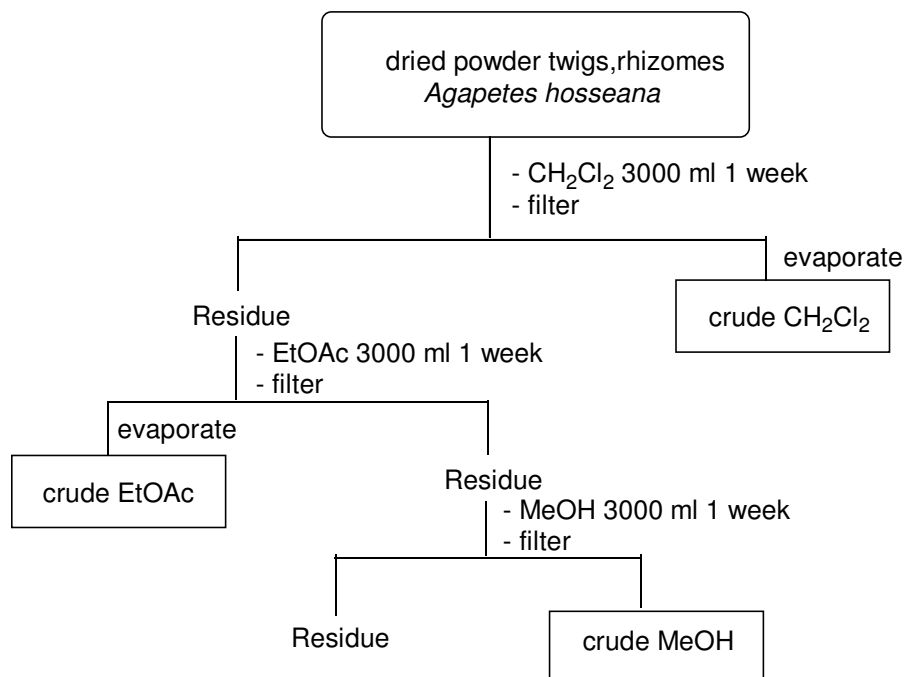 dried powder twigs,rhizomes
Agapetes hosseana
- CH₂Cl₂ 3000 ml 1 week
- filter
evaporate
crude CH₂Cl₂
Residue
- EtOAc 3000 ml 1 week
- filter
evaporate
crude EtOAc
Residue
- MeOH 3000 ml 1 week
- filter
Residue
crude MeOH